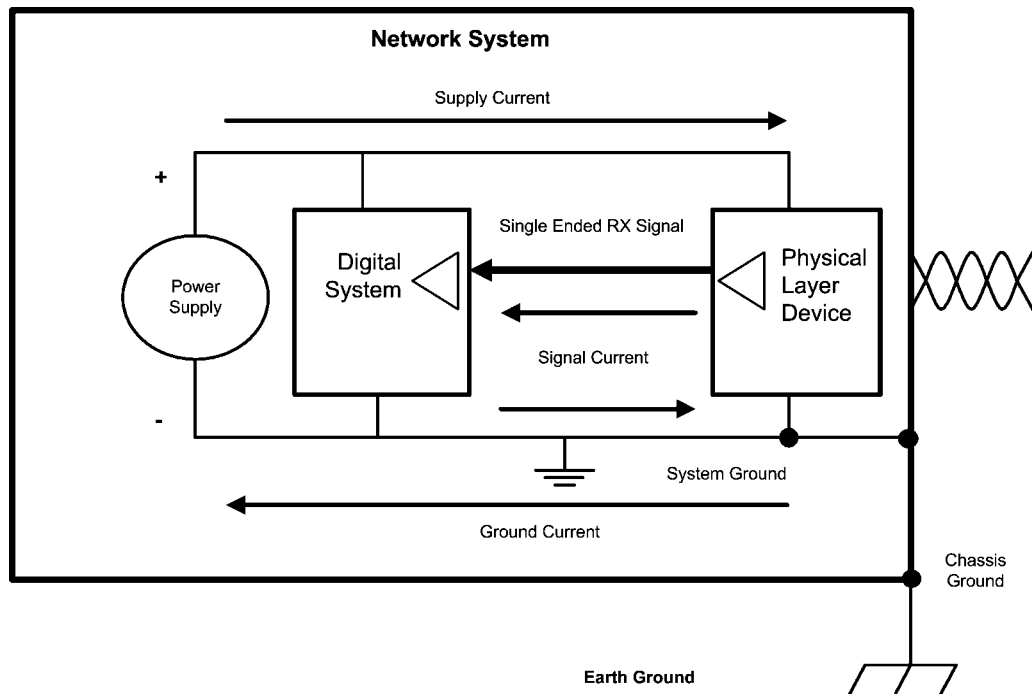 Network System
Supply Current
+
Single Ended RX Signal
Digital
System
Physical
Layer
Device
Power
Supply
Signal Current
-
System Ground
Ground Current
Chassis
Ground
Earth Ground